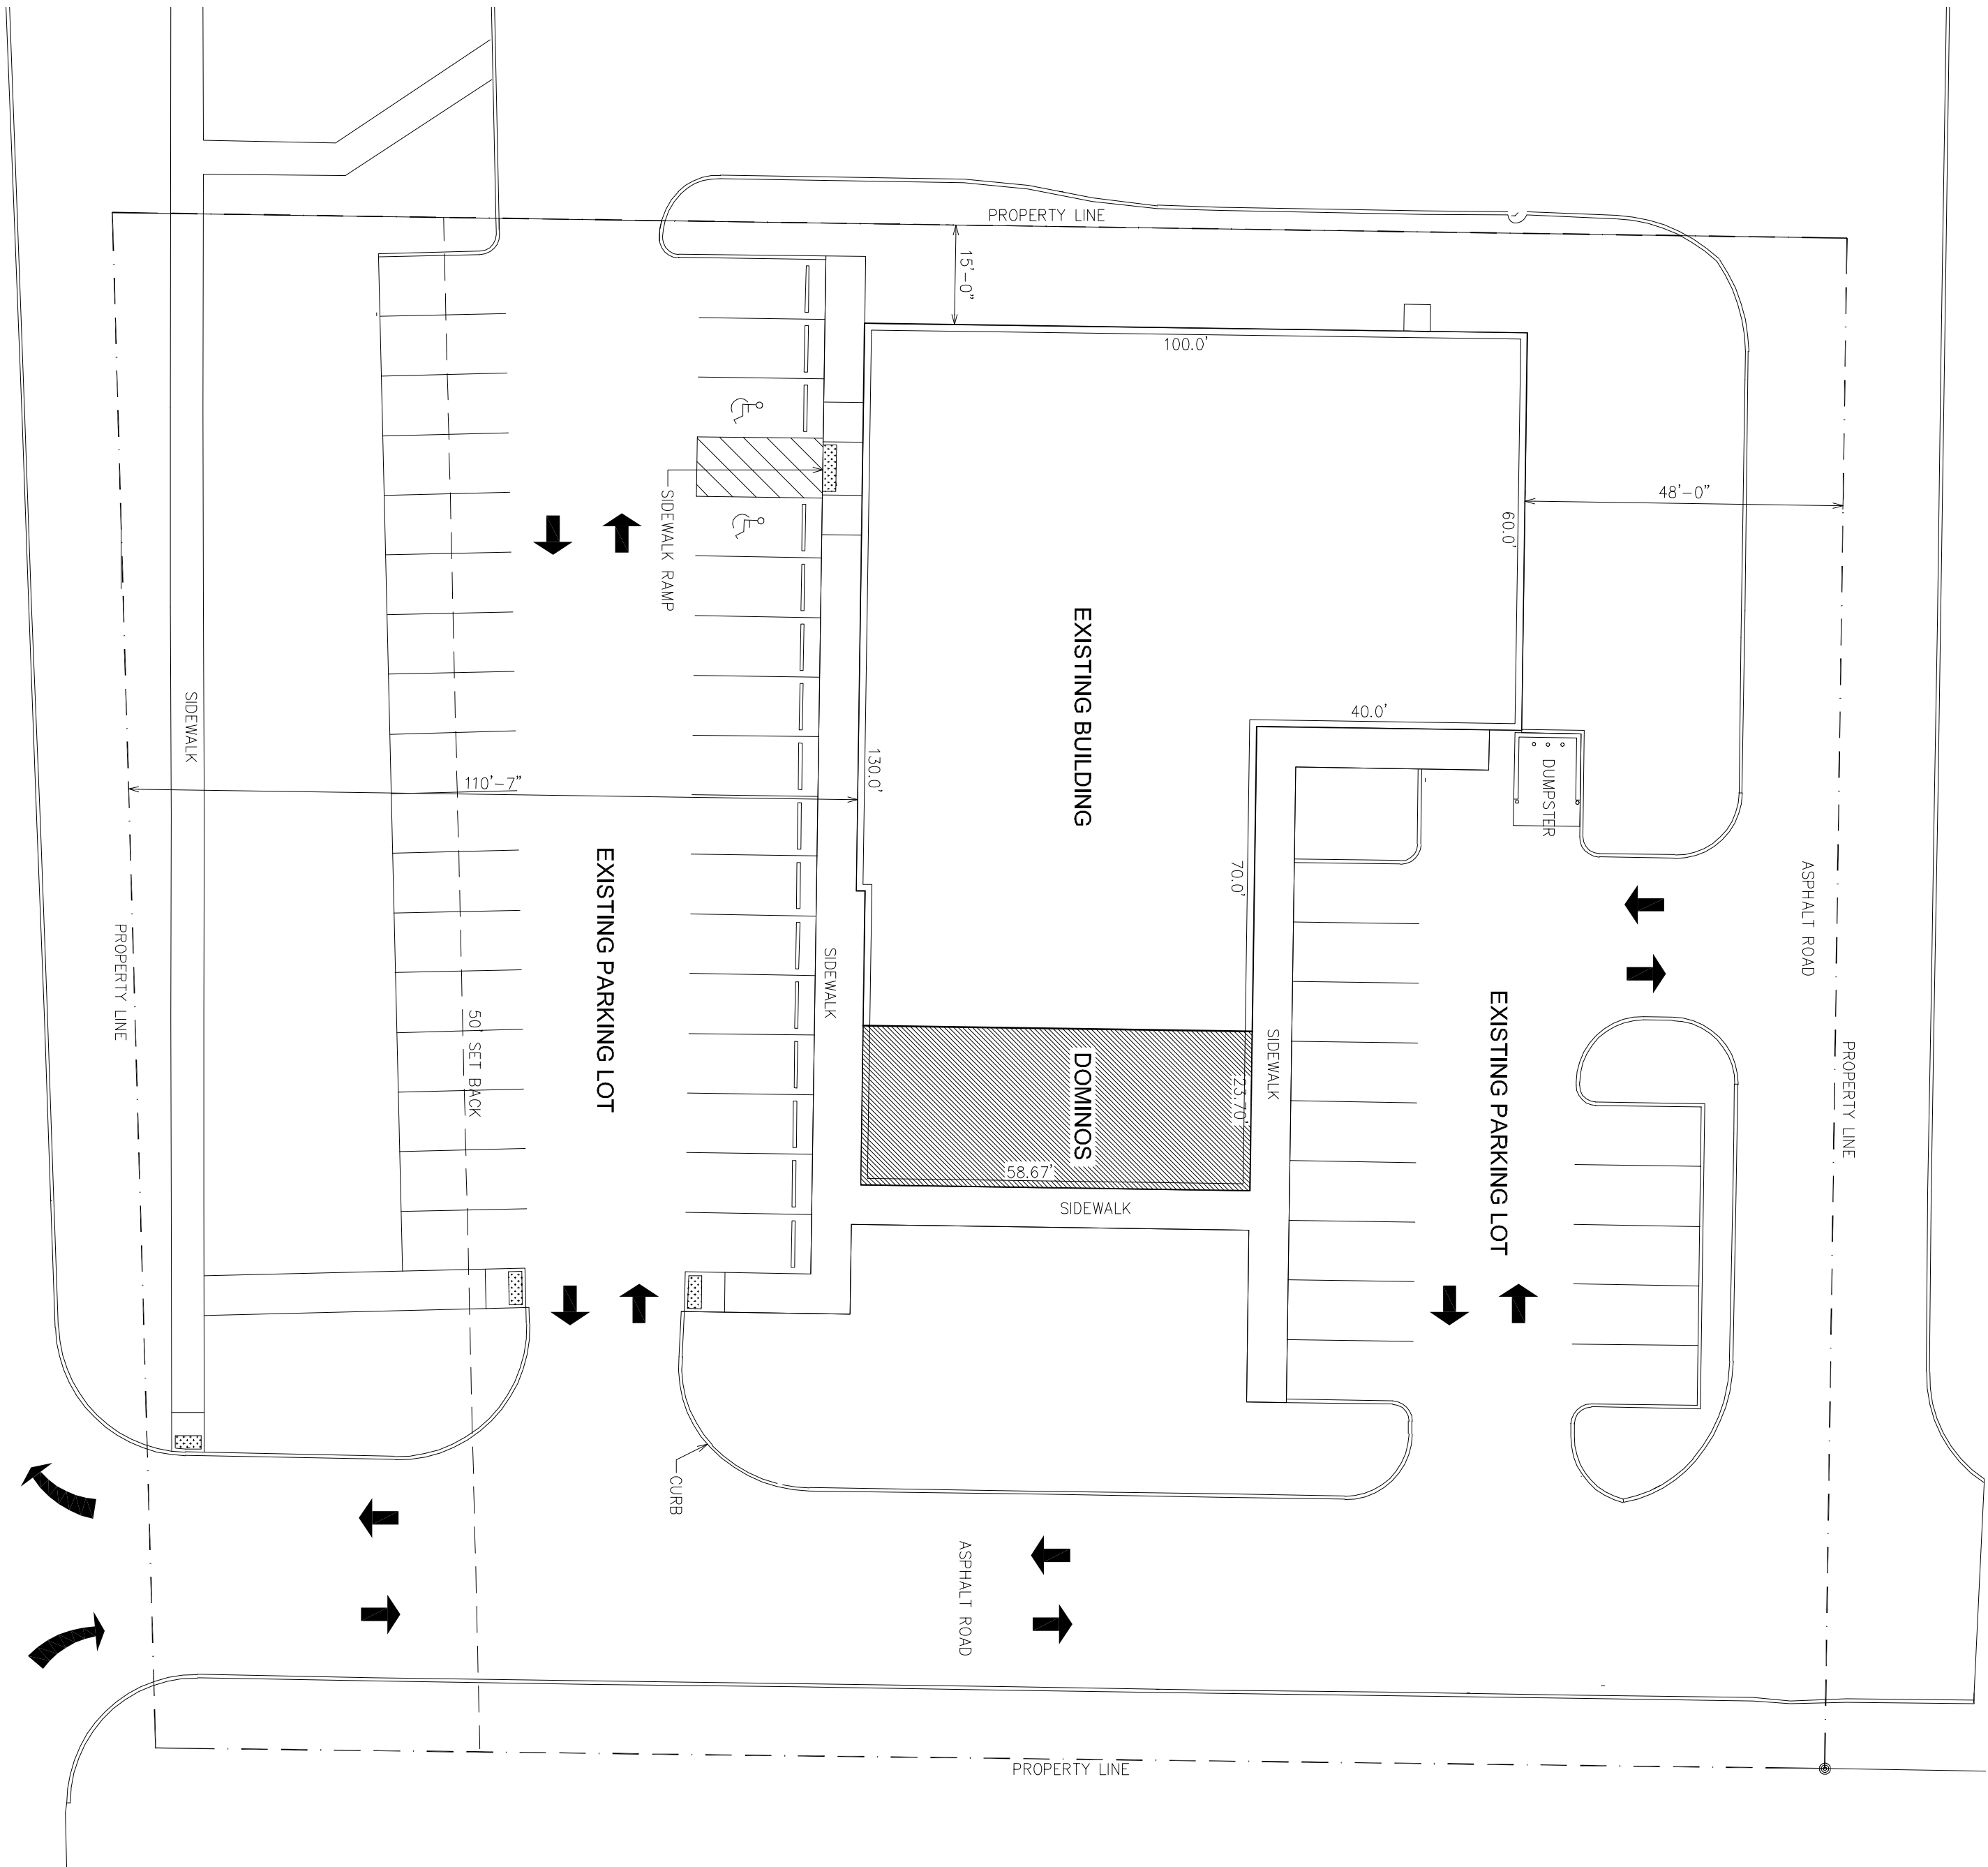 PROPERTY LINE
15'-0"
100.0'
48'-0"
60.0'
SIDEWALK RAMP
EXISTING BUILDING
SIDEWALK
40.0'
130.0'
110'-7"
DUMPSTER
70.0'
ASPHALT ROAD
EXISTING PARKING LOT
PROPERTY LINE
SIDEWALK
50' SET BACK
EXISTING PARKING LOT
SIDEWALK
PROPERTY LINE
DOMINOS
23.70'
58.67'
SIDEWALK
CURB
ASPHALT ROAD
PROPERTY LINE